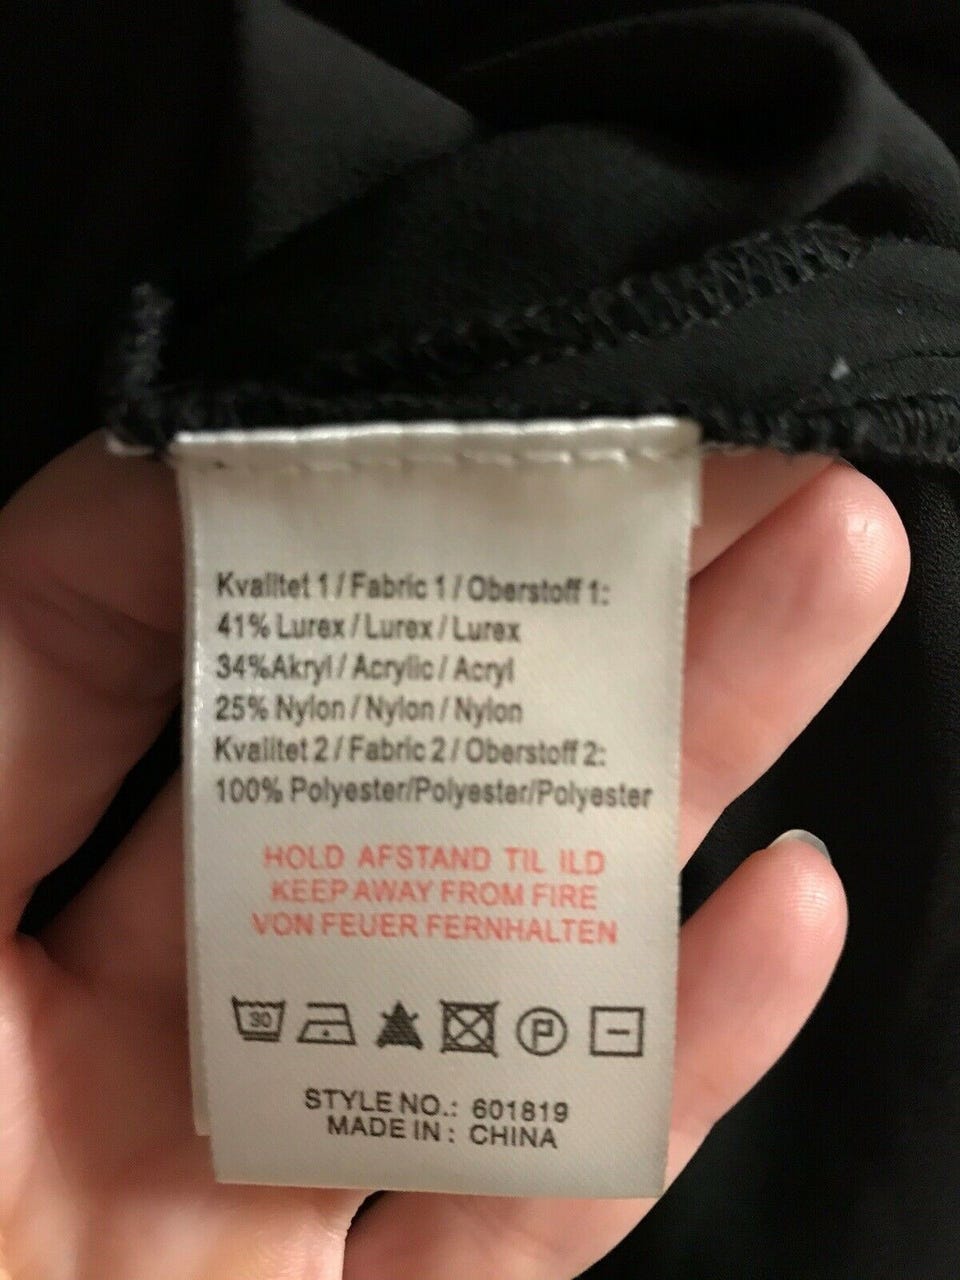 Kvalitet 1 / Fabric 1 / Oberstoff 1:
41% Lurex / Lurex / Lurex
34%Akryl / Acrylic / Acryl
25% Nylon / Nylon / Nylon
Kvalitet 2 / Fabric 2 / Oberstoff 2:
100% Polyester/Polyester/Polyester
HOLD AFSTAND TIL ILD
KEEP AWAY FROM FIRE
VON FEUER FERNHALTEN
30 P
STYLE NO.: 601819
MADE IN : CHINA